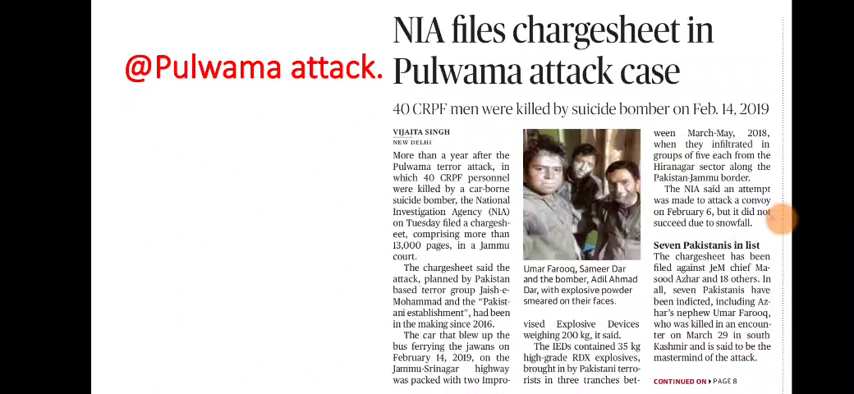 @Pulwama attack.
NIA files chargesheet in
Pulwama attack case
40 CRPF men were killed by suicide bomber on Feb. 14, 2019
VIJAITA SINGH
NEW DELHI
More than a year after the
Pulwama terror attack, in
which 40 CRPF personnel
were killed by a car-borne
suicide bomber, the National
Investigation Agency (NIA)
on Tuesday filed a chargesh-
eet, comprising more than
13,000 pages, in a Jammu
court.
The chargesheet said the
attack, planned by Pakistan
based terror group Jaish-e-
Mohammad and the “Pakist-
ani establishment”, had been
in the making since 2016.
The car that blew up the
bus ferrying the jawans on
February 14, 2019, on the
Jammu-Srinagar highway
was packed with two Impro-
Umar Farooq, Sameer Dar
and the bomber, Adil Ahmad
Dar, with explosive powder
smeared on their faces.
vised Explosive Devices
weighing 200 kg, it said.
The IEDs contained 35 kg
high-grade RDX explosives,
brought in by Pakistani terro-
rists in three tranches bet-
ween March-May, 2018,
when they infiltrated in
groups of five each from the
Hiranagar sector along the
Pakistan-Jammu border.
The NIA said an attempt
was made to attack a convoy
on February 6, but it did not
succeed due to snowfall.
Seven Pakistanis in list
The chargesheet has been
filed against JeM chief Ma-
sood Azhar and 18 others. In
all, seven Pakistanis have
been indicted, including Az-
har’s nephew Umar Farooq,
who was killed in an encoun-
ter on March 29 in south
Kashmir and is said to be the
mastermind of the attack.
CONTINUED ON PAGE 8